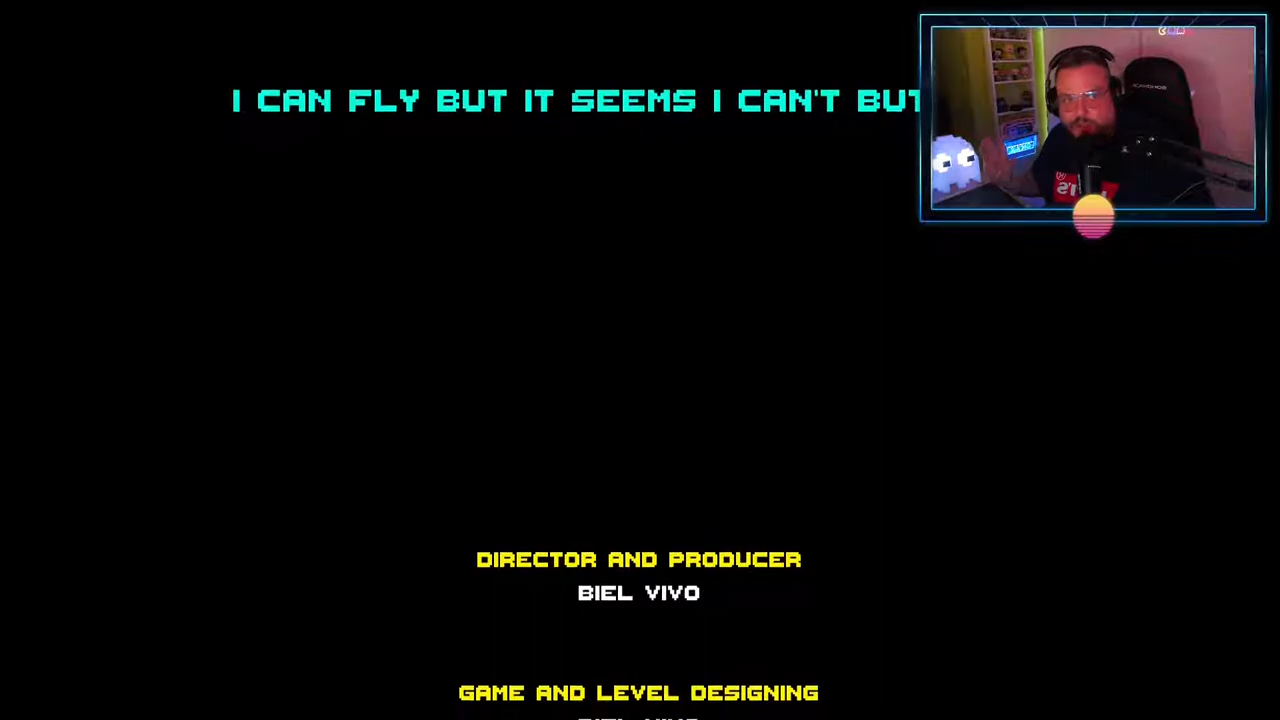 I CAN FLY BUT IT SEEMS I CAN'T BUT
DIRECTOR AND PRODUCER
BIEL VIVO
GAME AND LEVEL DESIGNING